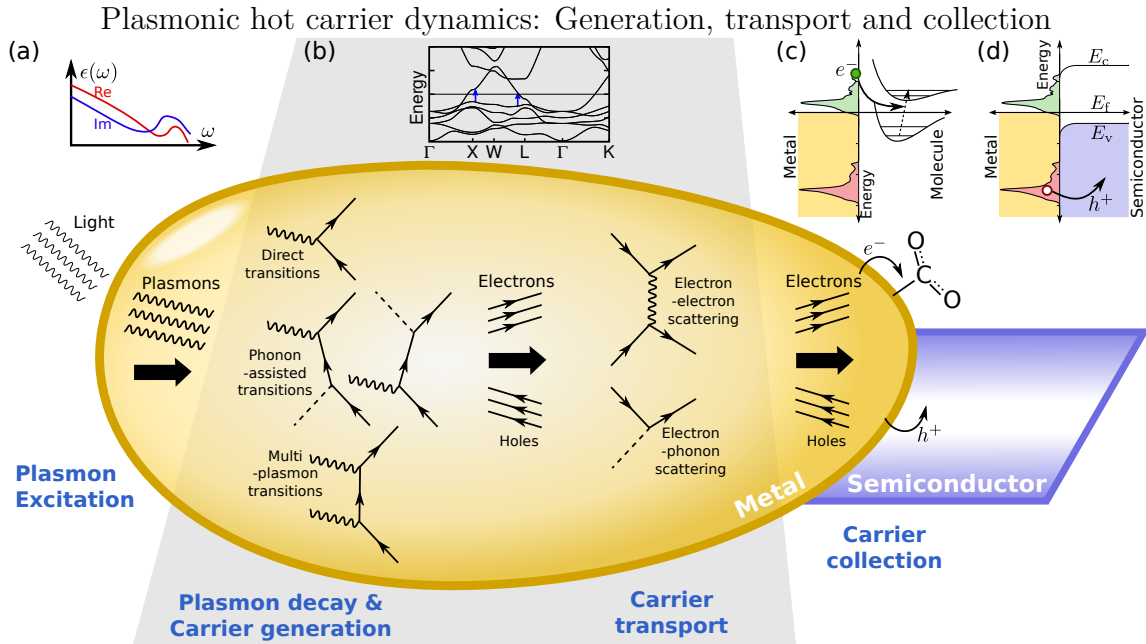 Plasmonic hot carrier dynamics: Generation, transport and collection
(a)
ϵ(ω)
Re
Im
ω
(b)
Energy
Γ X W L Γ K
(c)
e⁻
Metal
Energy
Molecule
(d)
Energy
Metal
E_c
E_f
E_v
h⁺
Semiconductor
Light
Plasmons
Direct
transitions
Phonon
-assisted
transitions
Multi
-plasmon
transitions
Electrons
Holes
Electron
-electron
scattering
Electron
-phonon
scattering
Electrons
Holes
e⁻
O
C
O
h⁺
Metal
Semiconductor
Plasmon
Excitation
Plasmon decay &
Carrier generation
Carrier
transport
Carrier
collection